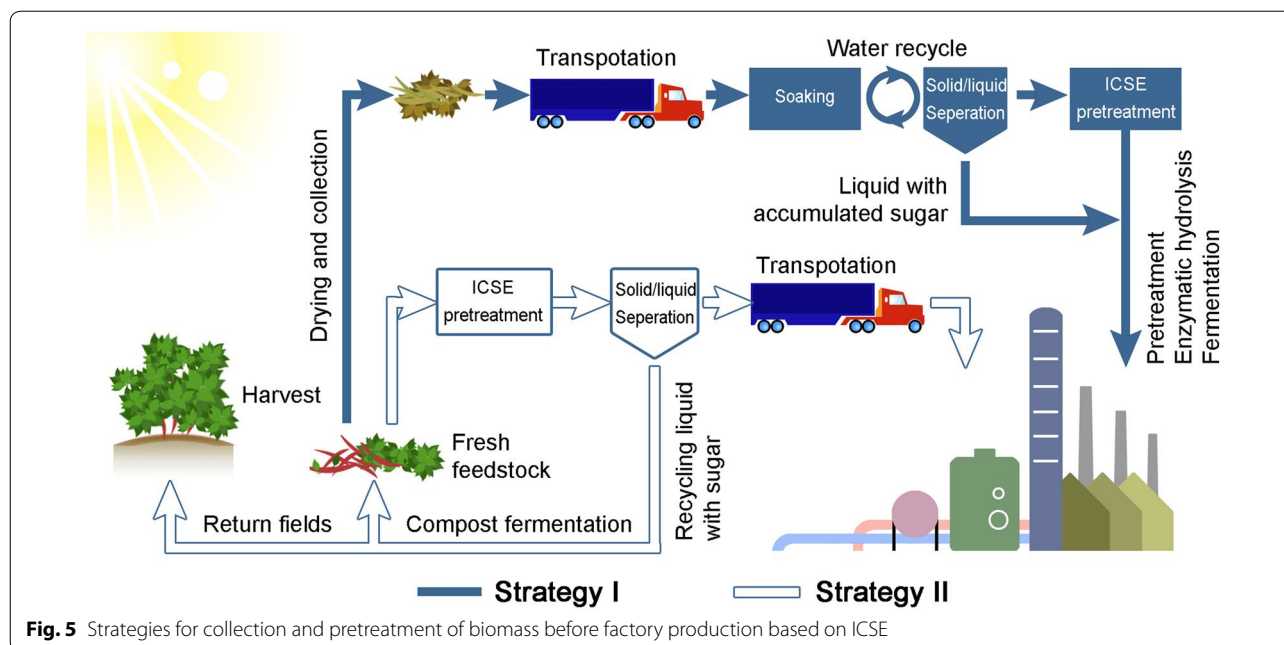 Transpotation
Water recycle
Soaking
Solid/liquid
Seperation
ICSE
pretreatment
Drying and collection
Liquid with
accumulated sugar
Pretreatment
Enzymatic hydrolysis
Fermentation
ICSE
pretreatment
Solid/liquid
Seperation
Transpotation
Harvest
Fresh
feedstock
Recycling liquid
with sugar
Return fields
Compost fermentation
Strategy I
Strategy II
Fig. 5 Strategies for collection and pretreatment of biomass before factory production based on ICSE